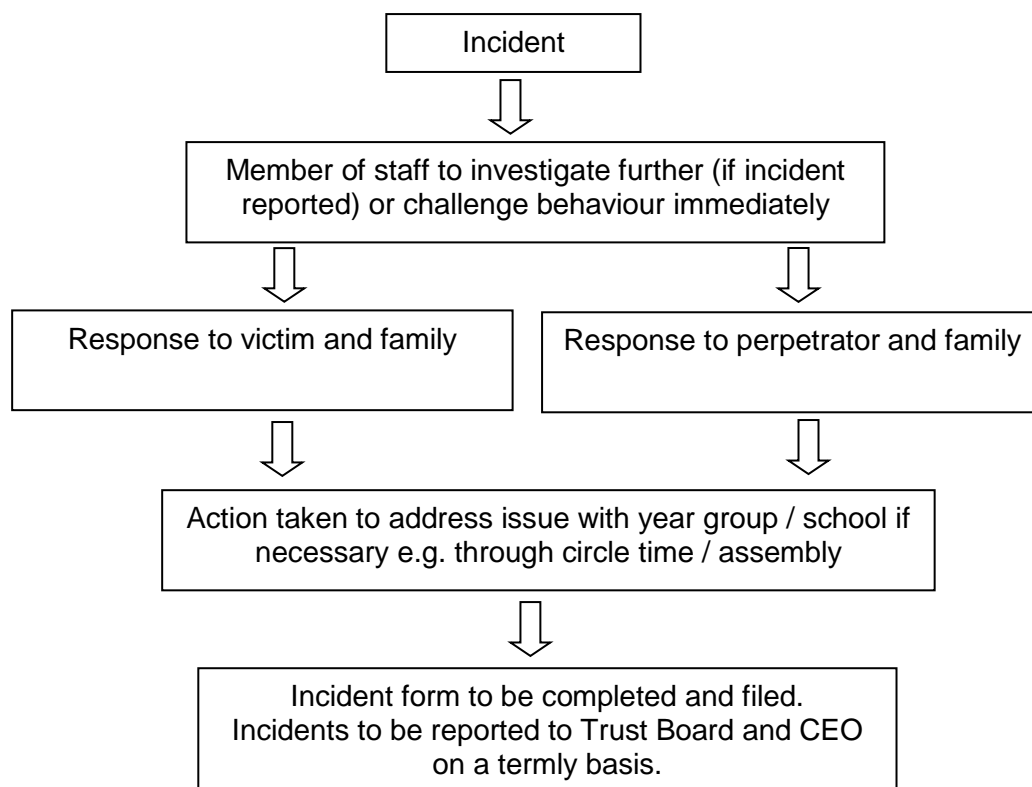 Incident
Member of staff to investigate further (if incident
reported) or challenge behaviour immediately
Response to victim and family
Response to perpetrator and family
Action taken to address issue with year group / school if
necessary e.g. through circle time / assembly
Incident form to be completed and filed.
Incidents to be reported to Trust Board and CEO
on a termly basis.